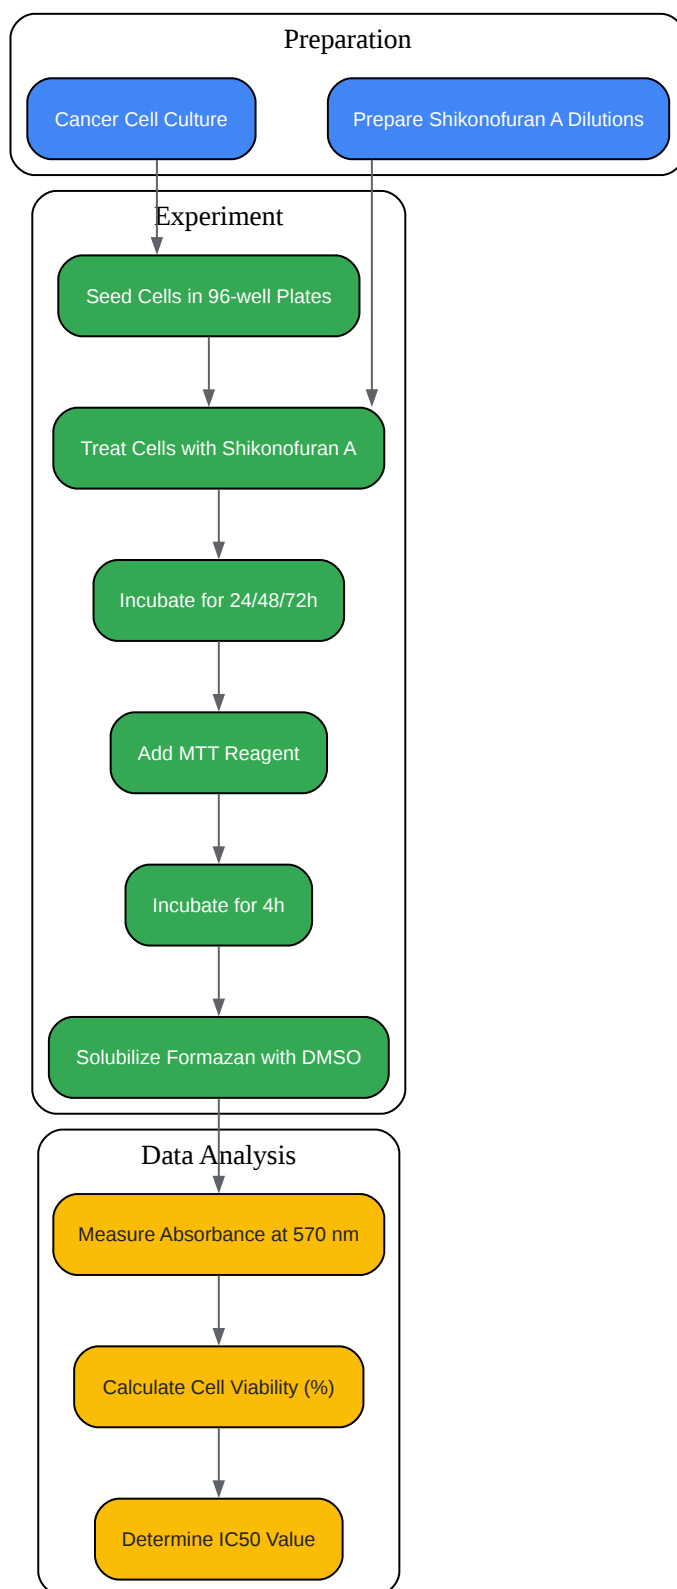 Preparation
Cancer Cell Culture
Prepare Shikonofuran A Dilutions
Experiment
Seed Cells in 96-well Plates
Treat Cells with Shikonofuran A
Incubate for 24/48/72h
Add MTT Reagent
Incubate for 4h
Solubilize Formazan with DMSO
Data Analysis
Measure Absorbance at 570 nm
Calculate Cell Viability (%)
Determine IC50 Value